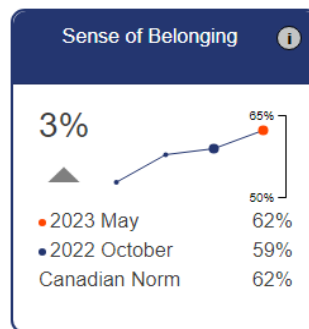 Sense of Belonging i
3%
65%
50%
2023 May 62%
2022 October 59%
Canadian Norm 62%